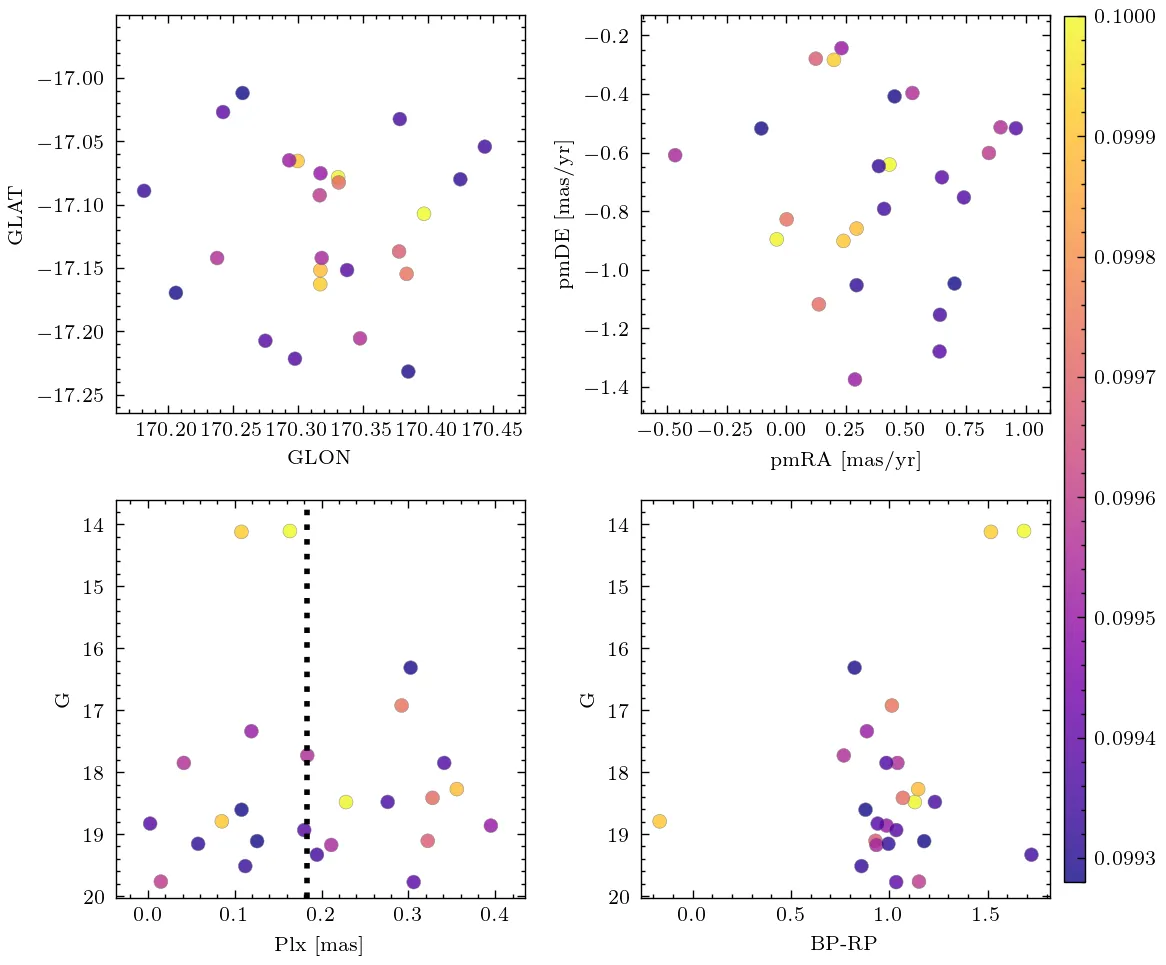 −17.00
−17.05
−17.10
−17.15
−17.20
−17.25
GLAT
170.20 170.25 170.30 170.35 170.40 170.45
GLON
−0.2
−0.4
−0.6
−0.8
−1.0
−1.2
−1.4
pmDE [mas/yr]
−0.50 −0.25 0.00 0.25 0.50 0.75 1.00
pmRA [mas/yr]
14
15
16
17
18
19
20
G
0.0 0.1 0.2 0.3 0.4
Plx [mas]
14
15
16
17
18
19
20
G
0.0 0.5 1.0 1.5
BP-RP
0.1000
0.0999
0.0998
0.0997
0.0996
0.0995
0.0994
0.0993